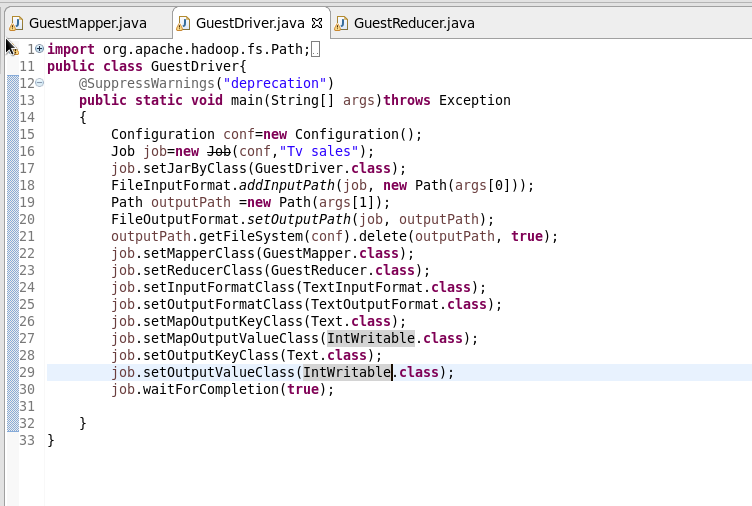 GuestMapper.java GuestDriver.java GuestReducer.java
1 import org.apache.hadoop.fs.Path;
11 public class GuestDriver{
12 @SuppressWarnings("deprecation")
13 public static void main(String[] args)throws Exception
14 {
15 Configuration conf=new Configuration();
16 Job job=new Job(conf,"Tv sales");
17 job.setJarByClass(GuestDriver.class);
18 FileInputFormat.addInputPath(job, new Path(args[0]));
19 Path outputPath =new Path(args[1]);
20 FileOutputFormat.setOutputPath(job, outputPath);
21 outputPath.getFileSystem(conf).delete(outputPath, true);
22 job.setMapperClass(GuestMapper.class);
23 job.setReducerClass(GuestReducer.class);
24 job.setInputFormatClass(TextInputFormat.class);
25 job.setOutputFormatClass(TextOutputFormat.class);
26 job.setMapOutputKeyClass(Text.class);
27 job.setMapOutputValueClass(IntWritable.class);
28 job.setOutputKeyClass(Text.class);
29 job.setOutputValueClass(IntWritable.class);
30 job.waitForCompletion(true);
31
32 }
33 }